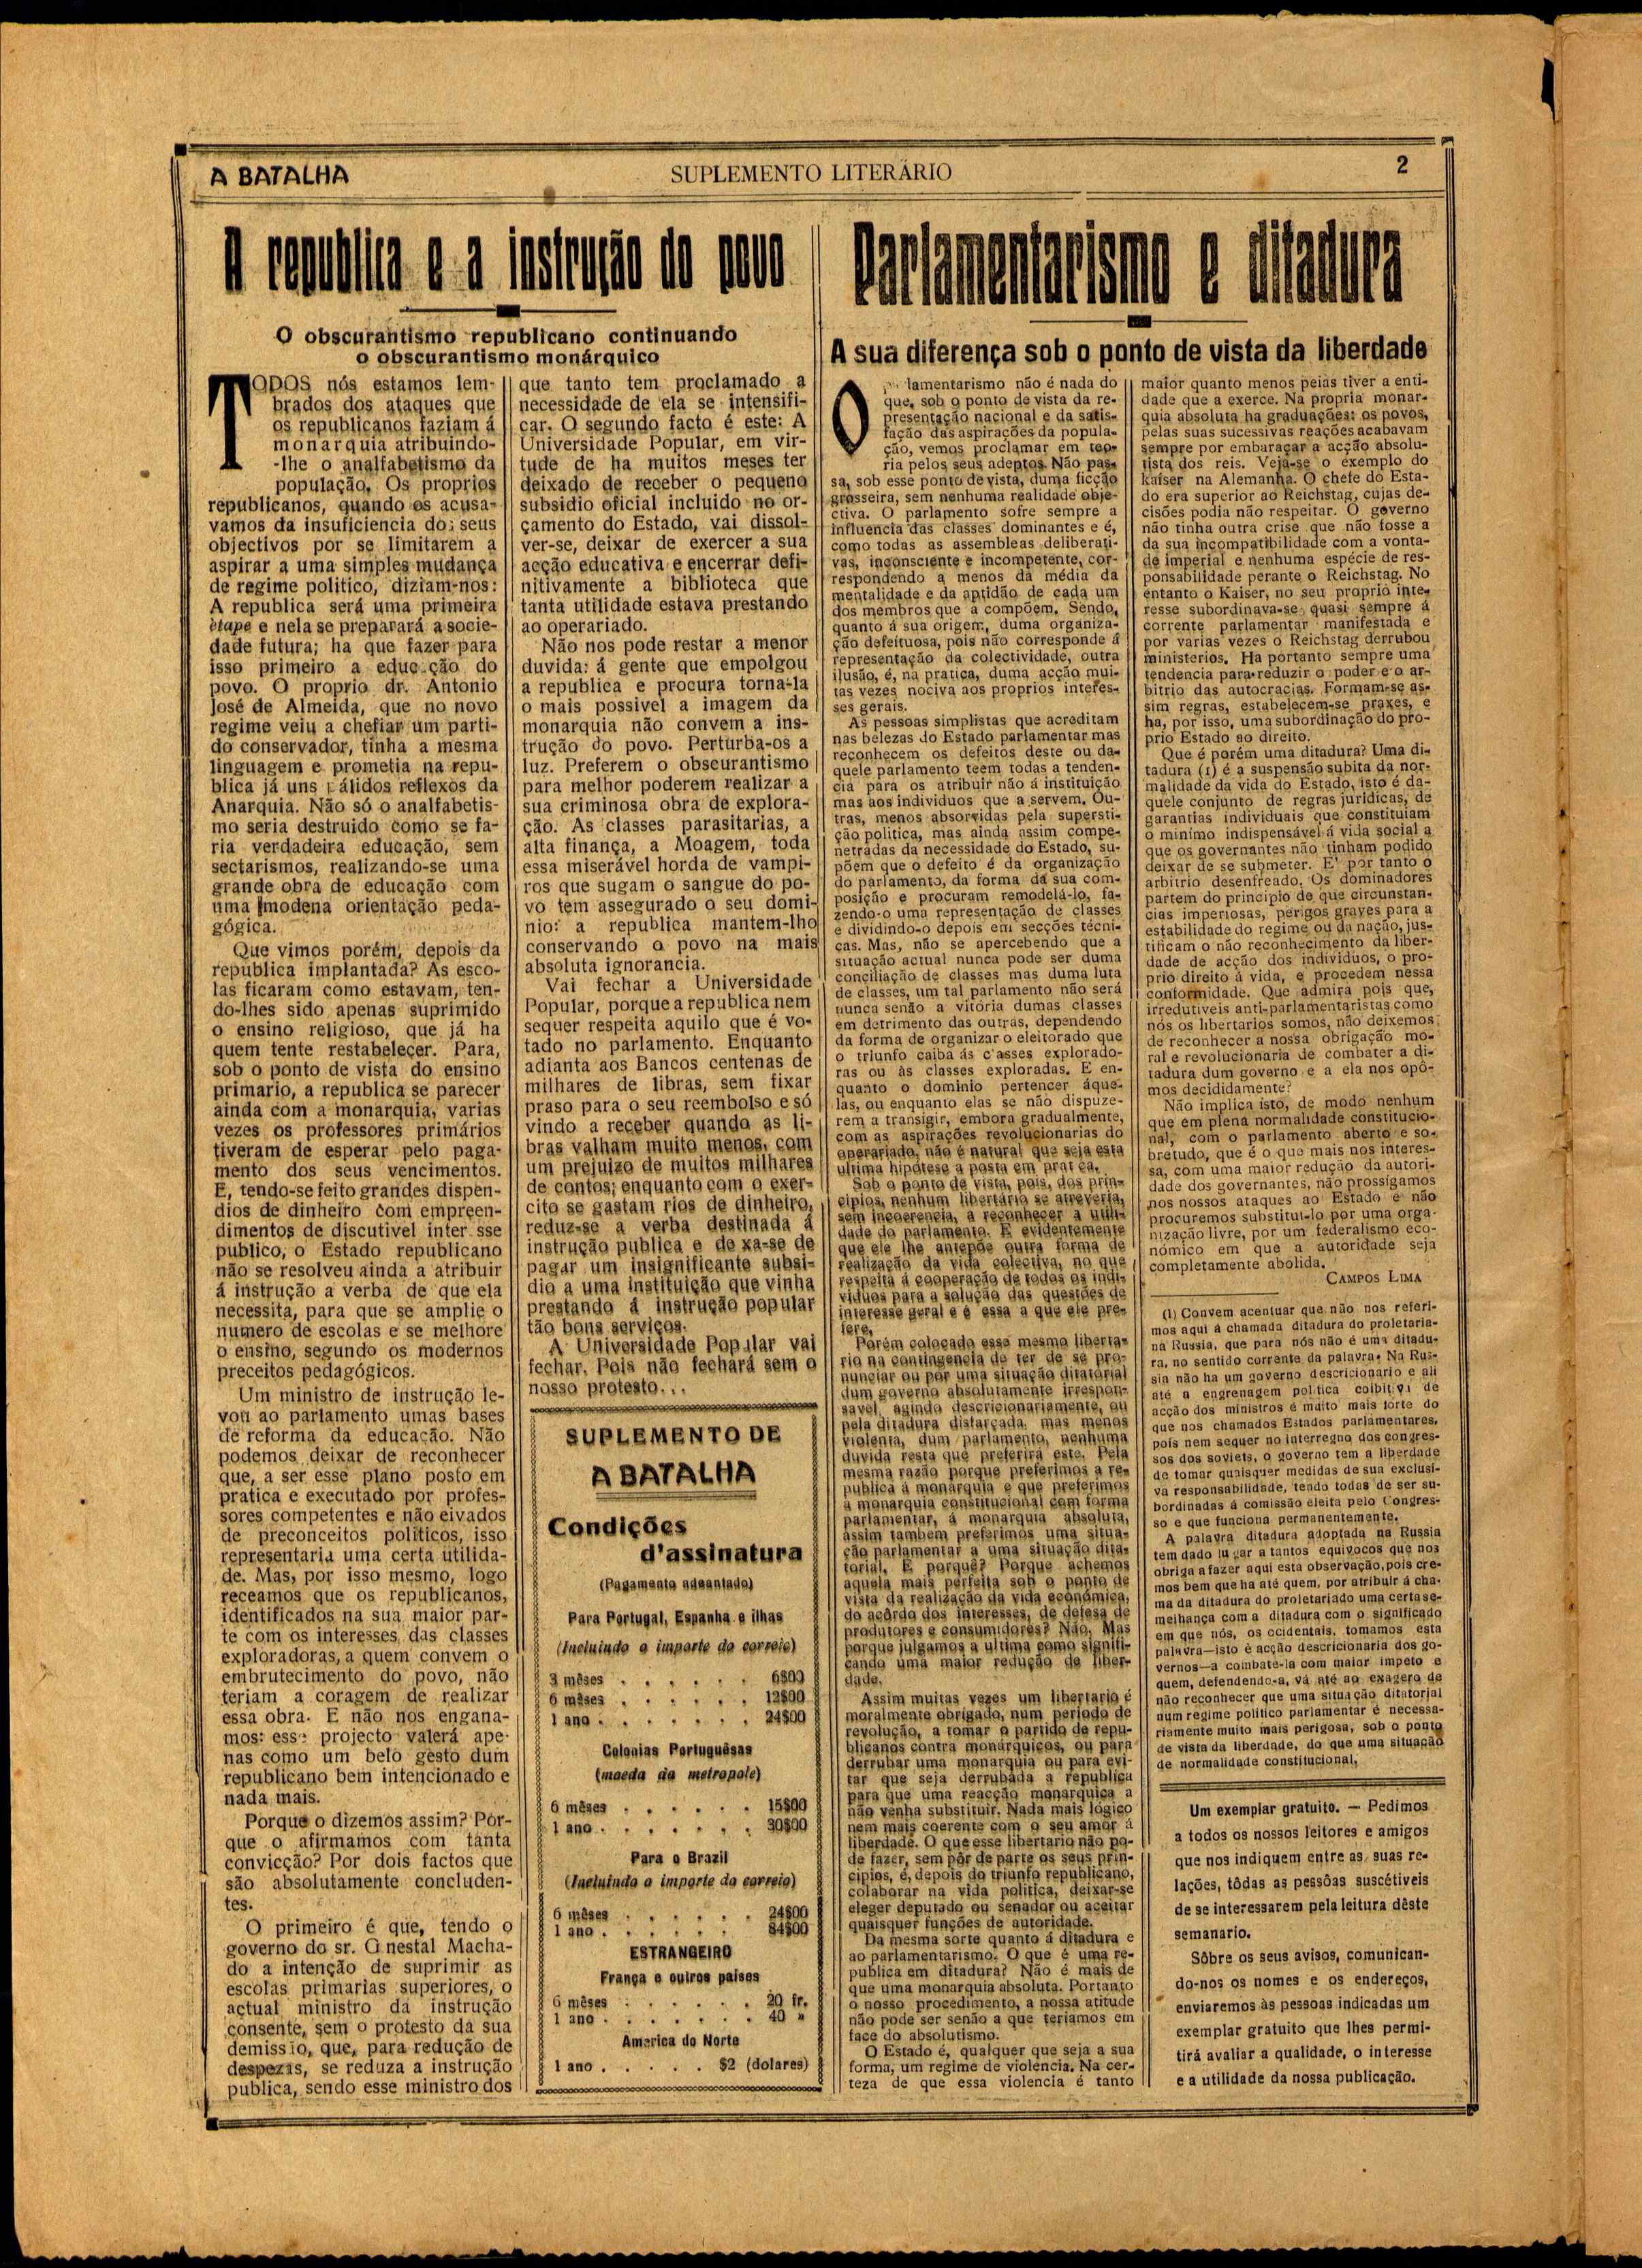 A BATALHA
SUPLEMENTO LITERÁRIO
2
A republica e a instrução do povo
O obscurantismo republicano continuando
o obscurantismo monárquico
TODOS nós estamos lem-
brados dos ataques que
os republicanos faziam á
monarquia atribuindo-
-lhe o analfabetismo da
população. Os proprios
republicanos, quando os acusa-
vamos da insuficiencia dos seus
objectivos por se limitarem a
aspirar a uma simples mudança
de regime politico, diziam-nos:
A republica será uma primeira
étape e nela se preparará a socie-
dade futura; ha que fazer para
isso primeiro a educ ção do
povo. O proprio dr. Antonio
José de Almeida, que no novo
regime veiu a chefiar um parti-
do conservador, tinha a mesma
linguagem e prometia na repu-
blica já uns pálidos reflexos da
Anarquia. Não só o analfabetis-
mo seria destruido como se fa-
ria verdadeira educação, sem
sectarismos, realizando-se uma
grande obra de educação com
uma modena orientação peda-
gógica.
Que vimos porém, depois da
republica implantada? As esco-
las ficaram como estavam, ten-
do-lhes sido apenas suprimido
o ensino religioso, que já ha
quem tente restabelecer. Para,
sob o ponto de vista do ensino
primario, a republica se parecer
ainda com a monarquia, varias
vezes os professores primários
tiveram de esperar pelo paga-
mento dos seus vencimentos.
E, tendo-se feito grandes dispen-
dios de dinheiro com empreen-
dimentos de discutivel inter sse
publico, o Estado republicano
não se resolveu ainda a atribuir
á instrução a verba de que ela
necessita, para que se amplie o
numero de escolas e se melhore
o ensino, segundo os modernos
preceitos pedagógicos.
Um ministro de instrução le-
vou ao parlamento umas bases
de reforma da educação. Não
podemos deixar de reconhecer
que, a ser esse plano posto em
pratica e executado por profes-
sores competentes e não eivados
de preconceitos politicos, isso
representaria uma certa utilida-
de. Mas, por isso mesmo, logo
receamos que os republicanos,
identificados na sua maior par-
te com os interesses das classes
exploradoras, a quem convem o
embrutecimento do povo, não
teriam a coragem de realizar
essa obra. E não nos engana-
mos: esse projecto valerá ape-
nas como um belo gesto dum
republicano bem intencionado e
nada mais.
Porque o dizemos assim? Por-
que o afirmamos com tanta
convicção? Por dois factos que
são absolutamente concluden-
tes.
O primeiro é que, tendo o
governo do sr. G nestal Macha-
do a intenção de suprimir as
escolas primarias superiores, o
actual ministro da instrução
consente, sem o protesto da sua
demissão, que, para redução de
despezas, se reduza a instrução
publica, sendo esse ministro dos
que tanto tem proclamado a
necessidade de ela se intensifi-
car. O segundo facto é este: A
Universidade Popular, em vir-
tude de ha muitos meses ter
deixado de receber o pequeno
subsidio oficial incluido no or-
çamento do Estado, vai dissol-
ver-se, deixar de exercer a sua
acção educativa e encerrar defi-
nitivamente a biblioteca que
tanta utilidade estava prestando
ao operariado.
Não nos pode restar a menor
duvida: á gente que empolgou
a republica e procura torna-la
o mais possivel a imagem da
monarquia não convem a ins-
trução do povo. Perturba-os a
luz. Preferem o obscurantismo
para melhor poderem realizar a
sua criminosa obra de explora-
ção. As classes parasitarias, a
alta finança, a Moagem, toda
essa miserável horda de vampi-
ros que sugam o sangue do po-
vo tem assegurado o seu domi-
nio: a republica mantem-lho
conservando o povo na mais
absoluta ignorancia.
Vai fechar a Universidade
Popular, porque a republica nem
sequer respeita aquilo que é vo-
tado no parlamento. Enquanto
adianta aos Bancos centenas de
milhares de libras, sem fixar
praso para o seu reembolso e só
vindo a receber quando as li-
bras valham muito menos, com
um prejuizo de muitos milhares
de contos; enquanto com o exer-
cito se gastam rios de dinheiro,
reduz-se a verba destinada á
instrução publica e de xa-se de
pagar um insignificante subsi-
dio a uma instituição que vinha
prestando á instrução popular
tão bons serviços.
A Universidade Popular vai
fechar. Pois não fechará sem o
nosso protesto...
SUPLEMENTO DE
A BATALHA
Condições
d'assinatura
(Pagamento adeantado)
Para Portugal, Espanha e ilhas
(Incluindo o importe do correio)
3 mêses . . . . . . 6$00
6 mêses . . . . . . 12$00
1 ano . . . . . . . 24$00
Colonias Portuguêsas
(moeda da metropole)
6 mêses . . . . . . 15$00
1 ano . . . . . . . 30$00
Para o Brazil
(Incluindo o importe do correio)
6 mêses . . . . . . 24$00
1 ano . . . . . . 84$00
ESTRANGEIRO
França e outros países
6 mêses . . . . . . 20 fr.
1 ano . . . . . . . 40 »
America do Norte
1 ano . . . . . $2 (dolares)
Parlamentarismo e ditadura
A sua diferença sob o ponto de vista da liberdade
O lamentarismo não é nada do
que, sob o ponto de vista da re-
presentação nacional e da satis-
fação das aspirações da popula-
ção, vemos proclamar em teo-
ria pelos seus adeptos. Não pas-
sa, sob esse ponto de vista, duma ficção
grosseira, sem nenhuma realidade obje-
ctiva. O parlamento sofre sempre a
influencia das classes dominantes e é,
como todas as assembleas deliberati-
vas, inconsciente e incompetente, cor-
respondendo a menos da média da
mentalidade e da aptidão de cada um
dos membros que a compõem. Sendo,
quanto á sua origem, duma organiza-
ção defeituosa, pois não corresponde á
representação da colectividade, outra
ilusão, é, na pratica, duma acção mui-
tas vezes nociva aos proprios interes-
ses gerais.
As pessoas simplistas que acreditam
nas belezas do Estado parlamentar mas
reconhecem os defeitos deste ou da-
quele parlamento teem todas a tenden-
cia para os atribuir não á instituição
mas aos individuos que a servem. Ou-
tras, menos absorvidas pela supersti-
ção politica, mas ainda assim compe-
netradas da necessidade do Estado, su-
põem que o defeito é da organização
do parlamento, da forma da sua com-
posição e procuram remodelá-lo, fa-
zendo-o uma representação de classes
e dividindo-o depois em secções técni-
cas. Mas, não se apercebendo que a
situação actual nunca pode ser duma
conciliação de classes mas duma luta
de classes, um tal parlamento não será
nunca senão a vitória dumas classes
em detrimento das outras, dependendo
da forma de organizar o eleitorado que
o triunfo caiba ás c'asses explorado-
ras ou às classes exploradas. E en-
quanto o dominio pertencer áque-
las, ou enquanto elas se não dispuze-
rem a transigir, embora gradualmente,
com as aspirações revolucionarias do
operariado, não é natural que seja esta
ultima hipótese a posta em prat ca.
Sob o ponto de vista, pois, dos prin-
cipios, nenhum libertário se atreveria,
sem incoerencia, a reconhecer a utili-
dade do parlamento. E evidentemente
que ele lhe antepõe outra forma de
realização da vida colectiva, no que
respeita á cooperação de todos os indi-
viduos para a solução das questões de
interesse geral e é essa a que ele pre-
fere.
Porém colocado esse mesmo liberta-
rio na contingencia de ter de se pro-
nunciar ou por uma situação ditatorial
dum governo absolutamente irrespon-
savel, agindo descricionariamente, ou
pela ditadura disfarçada, mas menos
violenta, dum parlamento, nenhuma
duvida resta que preferirá este. Pela
mesma razão porque preferimos a re-
publica á monarquia e que preferimos
a monarquia constitucional com forma
parlamentar, á monarquia absoluta,
assim tambem preferimos uma situa-
ção parlamentar a uma situação dita-
torial. E porquê? Porque achemos
aquela mais perfeita sob o ponto de
vista da realização da vida económica,
do acôrdo dos interesses, de defesa de
produtores e consumidores? Não. Mas
porque julgamos a ultima como signifi-
cando uma maior redução de liber-
dade.
Assim muitas vezes um libertario é
moralmente obrigado, num periodo de
revolução, a tomar o partido de repu-
blicanos contra monárquicos, ou para
derrubar uma monarquia ou para evi-
tar que seja derrubada a republica
para que uma reacção monarquica a
não venha substituir. Nada mais lógico
nem mais coerente com o seu amor á
liberdade. O que esse libertario não po-
de fazer, sem pôr de parte os seus prin-
cipios, é, depois do triunfo republicano,
colaborar na vida politica, deixar-se
eleger deputado ou senador ou aceitar
quaisquer funções de autoridade.
Da mesma sorte quanto á ditadura e
ao parlamentarismo. O que é uma re-
publica em ditadura? Não é mais de
que uma monarquia absoluta. Portanto
o nosso procedimento, a nossa atitude
não pode ser senão a que teriamos em
face do absolutismo.
O Estado é, qualquer que seja a sua
forma, um regime de violencia. Na cer-
teza de que essa violencia é tanto
maior quanto menos peias tiver a enti-
dade que a exerce. Na propria monar-
quia absoluta ha graduações: os povos,
pelas suas sucessivas reações acabavam
sempre por embaraçar a acção absolu-
tista dos reis. Veja-se o exemplo do
kaiser na Alemanha. O chefe do Esta-
do era superior ao Reichstag, cujas de-
cisões podia não respeitar. O governo
não tinha outra crise que não fosse a
da sua incompatibilidade com a vonta-
de imperial e nenhuma espécie de res-
ponsabilidade perante o Reichstag. No
entanto o Kaiser, no seu proprio inte-
resse subordinava-se quasi sempre á
corrente parlamentar manifestada e
por varias vezes o Reichstag derrubou
ministerios. Ha portanto sempre uma
tendencia para reduzir o poder e o ar-
bitrio das autocracias. Formam-se as-
sim regras, estabelecem-se praxes, e
ha, por isso, uma subordinação do pro-
prio Estado ao direito.
Que é porém uma ditadura? Uma di-
tadura (1) é a suspensão subita da nor-
malidade da vida do Estado, isto é da-
quele conjunto de regras juridicas, de
garantias individuais que constituiam
o minimo indispensável á vida social a
que os governantes não tinham podido
deixar de se submeter. E' por tanto o
arbitrio desenfreado. Os dominadores
partem do principio de que circunstan-
cias imperiosas, perigos graves para a
estabilidade do regime ou da nação, jus-
tificam o não reconhecimento da liber-
dade de acção dos individuos, o pro-
prio direito á vida, e procedem nessa
conformidade. Que admira pois que,
irredutiveis anti-parlamentaristas como
nós os libertarios somos, não deixemos
de reconhecer a nossa obrigação mo-
ral e revolucionaria de combater a di-
tadura dum governo e a ela nos opô-
mos decididamente?
Não implica isto, de modo nenhum
que em plena normalidade constitucio-
nal, com o parlamento aberto e so-
bretudo, que é o que mais nos interes-
sa, com uma maior redução da autori-
dade dos governantes, não prossigamos
nos nossos ataques ao Estado e não
procuremos substitui-lo por uma orga-
nização livre, por um federalismo eco-
nómico em que a autoridade seja
completamente abolida.
CAMPOS LIMA
(1) Convem acentuar que não nos referi-
mos aqui á chamada ditadura do proletaria-
na Russia, que para nós não é uma ditadu-
ra, no sentido corrente da palavra. Na Rus-
sia não ha um governo descricionario e ali
até a engrenagem politica coibitiva de
acção dos ministros é muito mais forte do
que nos chamados Estados parlamentares,
pois nem sequer no interregno dos congres-
sos dos soviets, o governo tem a liberdade
de tomar quaisquer medidas de sua exclusi-
va responsabilidade, tendo todas de ser su-
bordinadas á comissão eleita pelo Congres-
so e que funciona permanentemente.
A palavra ditadura adoptada na Russia
tem dado lugar a tantos equivocos que nos
obriga a fazer aqui esta observação, pois cre-
mos bem que ha até quem, por atribuir á cha-
ma da ditadura do proletariado uma certa se-
melhança com a ditadura com o significado
em que nós, os ocidentais, tomamos esta
palavra—isto é acção descricionaria dos go-
vernos—a combate-la com maior impeto e
quem, defendendo-a, vá até ao exagero de
não reconhecer que uma situação ditatorial
num regime politico parlamentar é necessa-
riamente muito mais perigosa, sob o ponto
de vista da liberdade, do que uma situação
de normalidade constitucional.
Um exemplar gratuito. — Pedimos
a todos os nossos leitores e amigos
que nos indiquem entre as suas re-
lações, tôdas as pessôas suscétiveis
de se interessarem pela leitura dêste
semanario.
Sôbre os seus avisos, comunican-
do-nos os nomes e os endereços,
enviaremos às pessoas indicadas um
exemplar gratuito que lhes permi-
tirá avaliar a qualidade, o interesse
e a utilidade da nossa publicação.